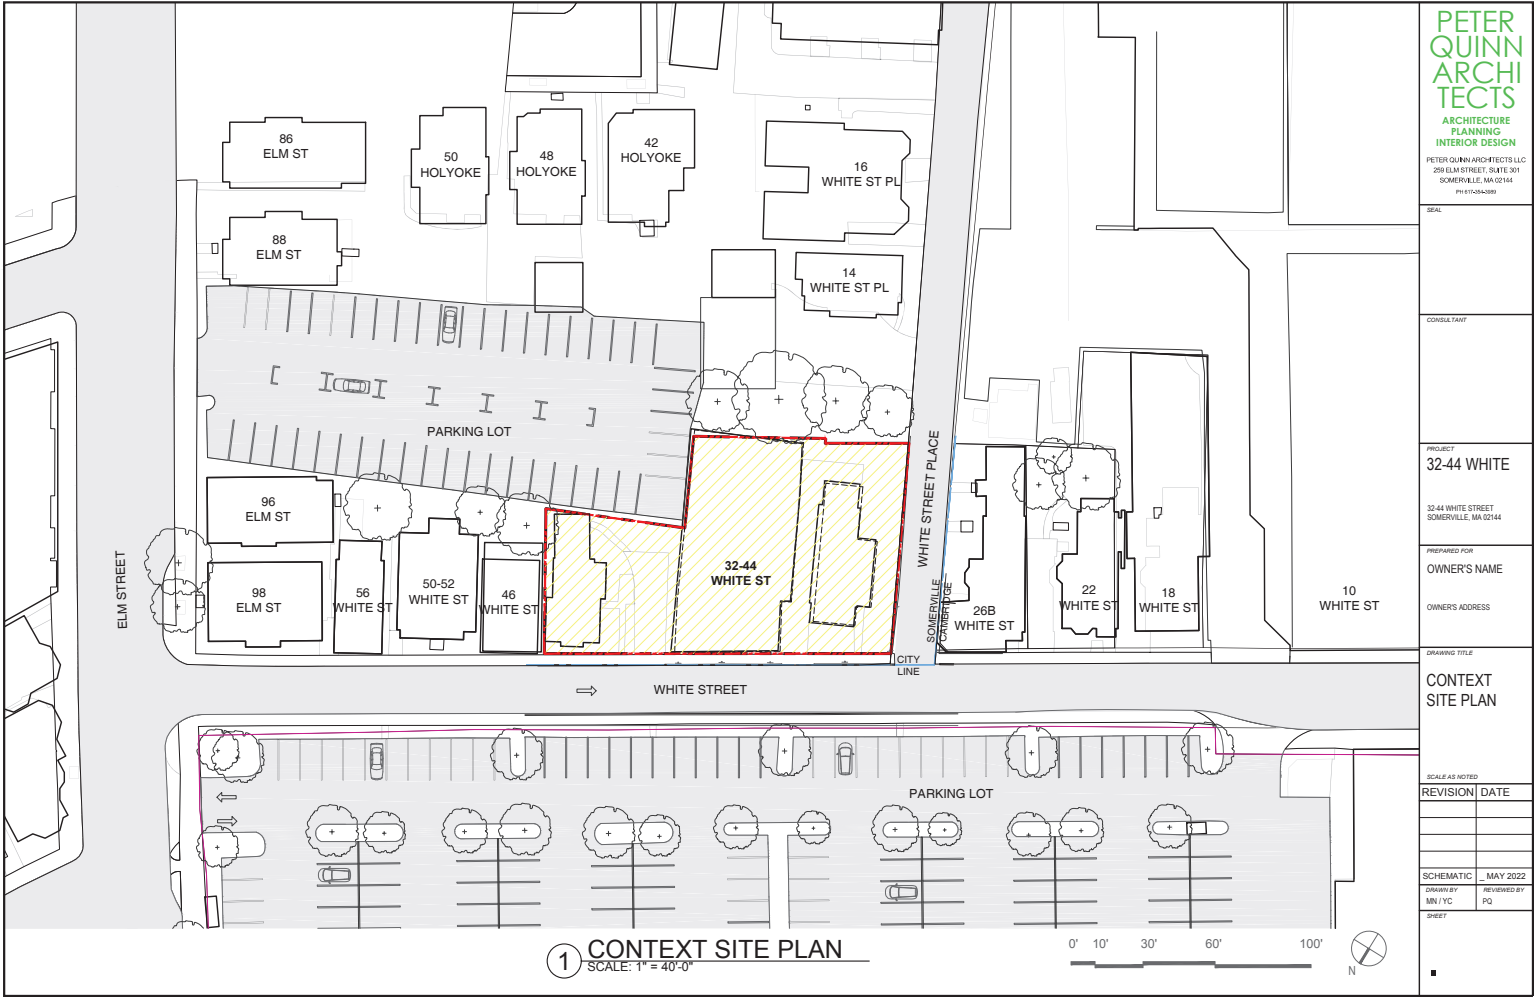 86
ELM ST
50
HOLYOKE
48
HOLYOKE
42
HOLYOKE
16
WHITE ST PL
88
ELM ST
14
WHITE ST PL
PARKING LOT
WHITE STREET PLACE
96
ELM ST
ELM STREET
98
ELM ST
56
WHITE ST
50-52
WHITE ST
46
WHITE ST
32-44
WHITE ST
SOMERVILLE
CAMBRIDGE
26B
WHITE ST
22
WHITE ST
18
WHITE ST
10
WHITE ST
CITY
LINE
WHITE STREET
PARKING LOT
1
CONTEXT SITE PLAN
SCALE: 1" = 40'-0"
0' 10' 30' 60' 100'
N
PETER
QUINN
ARCHI
TECTS
ARCHITECTURE
PLANNING
INTERIOR DESIGN
PETER QUINN ARCHITECTS LLC
259 ELM STREET, SUITE 301
SOMERVILLE, MA 02144
PH 617-354-3989
SEAL
CONSULTANT
PROJECT
32-44 WHITE
32-44 WHITE STREET
SOMERVILLE, MA 02144
PREPARED FOR
OWNER'S NAME
OWNER'S ADDRESS
DRAWING TITLE
CONTEXT
SITE PLAN
SCALE AS NOTED
REVISION DATE
SCHEMATIC _ MAY 2022
DRAWN BY REVIEWED BY
MN / YC PQ
SHEET